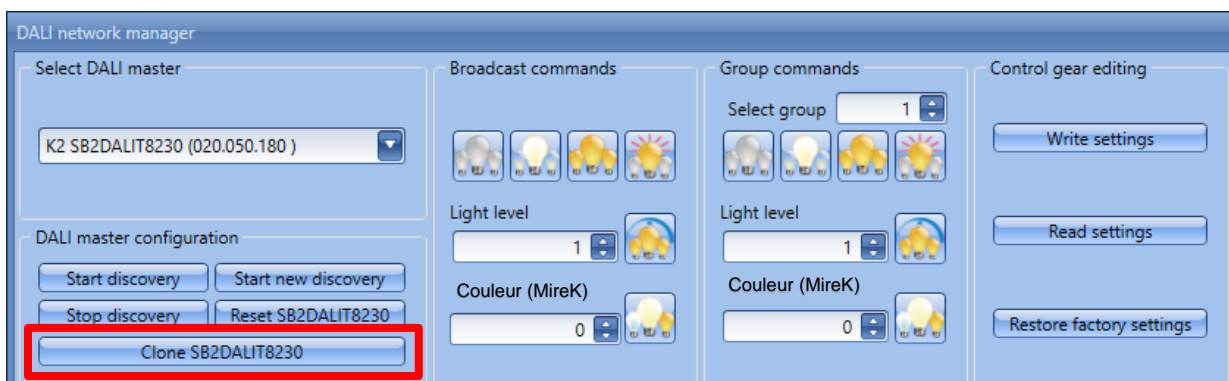 DALI network manager
Select DALI master
K2 SB2DALIT8230 (020.050.180 )
DALI master configuration
Start discovery
Start new discovery
Stop discovery
Reset SB2DALIT8230
Clone SB2DALIT8230
Broadcast commands
Light level
1
Couleur (MireK)
0
Group commands
Select group
1
Light level
1
Couleur (MireK)
0
Control gear editing
Write settings
Read settings
Restore factory settings